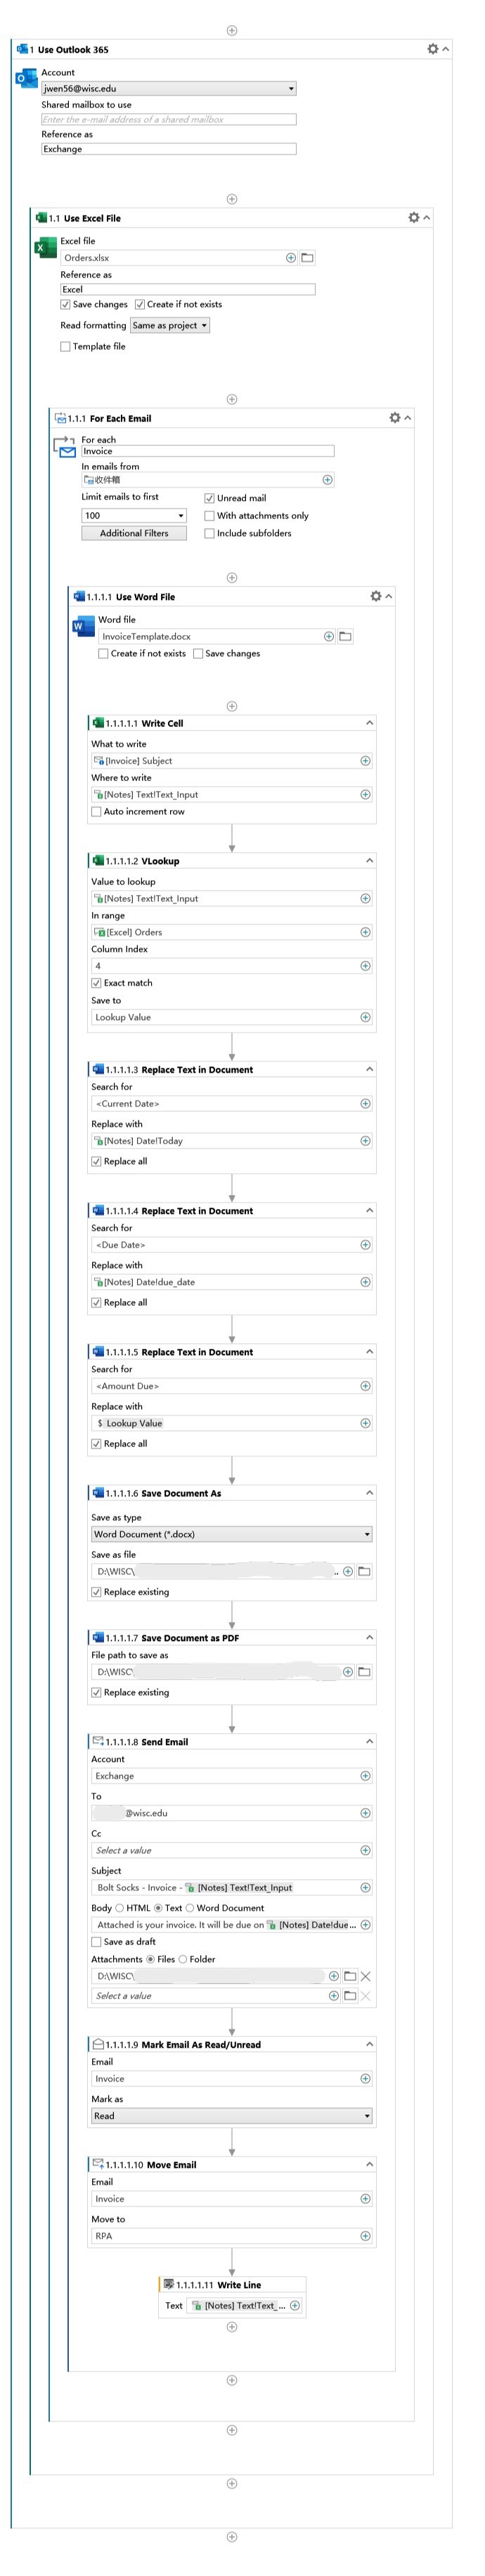 1 Use Outlook 365
Account
jwen56@wisc.edu
Shared mailbox to use
Enter the e-mail address of a shared mailbox
Reference as
Exchange
1.1 Use Excel File
Excel file
Orders.xlsx
Reference as
Excel
Save changes Create if not exists
Read formatting Same as project
Template file
1.1.1 For Each Email
For each
Invoice
In emails from
收件箱
Limit emails to first Unread mail
100 With attachments only
Additional Filters Include subfolders
1.1.1.1 Use Word File
Word file
InvoiceTemplate.docx
Create if not exists Save changes
1.1.1.1.1 Write Cell
What to write
[Invoice] Subject
Where to write
[Notes] Text!Text_Input
Auto increment row
1.1.1.1.2 VLookup
Value to lookup
[Notes] Text!Text_Input
In range
[Excel] Orders
Column Index
4
Exact match
Save to
Lookup Value
1.1.1.1.3 Replace Text in Document
Search for
<Current Date>
Replace with
[Notes] Date!Today
Replace all
1.1.1.1.4 Replace Text in Document
Search for
<Due Date>
Replace with
[Notes] Date!due_date
Replace all
1.1.1.1.5 Replace Text in Document
Search for
<Amount Due>
Replace with
$ Lookup Value
Replace all
1.1.1.1.6 Save Document As
Save as type
Word Document (*.docx)
Save as file
D:\WISC\ ..
Replace existing
1.1.1.1.7 Save Document as PDF
File path to save as
D:\WISC\
Replace existing
1.1.1.1.8 Send Email
Account
Exchange
To
@wisc.edu
Cc
Select a value
Subject
Bolt Socks - Invoice - [Notes] Text!Text_Input
Body HTML Text Word Document
Attached is your invoice. It will be due on [Notes] Date!due...
Save as draft
Attachments Files Folder
D:\WISC\
Select a value
1.1.1.1.9 Mark Email As Read/Unread
Email
Invoice
Mark as
Read
1.1.1.1.10 Move Email
Email
Invoice
Move to
RPA
1.1.1.1.11 Write Line
Text [Notes] Text!Text_...